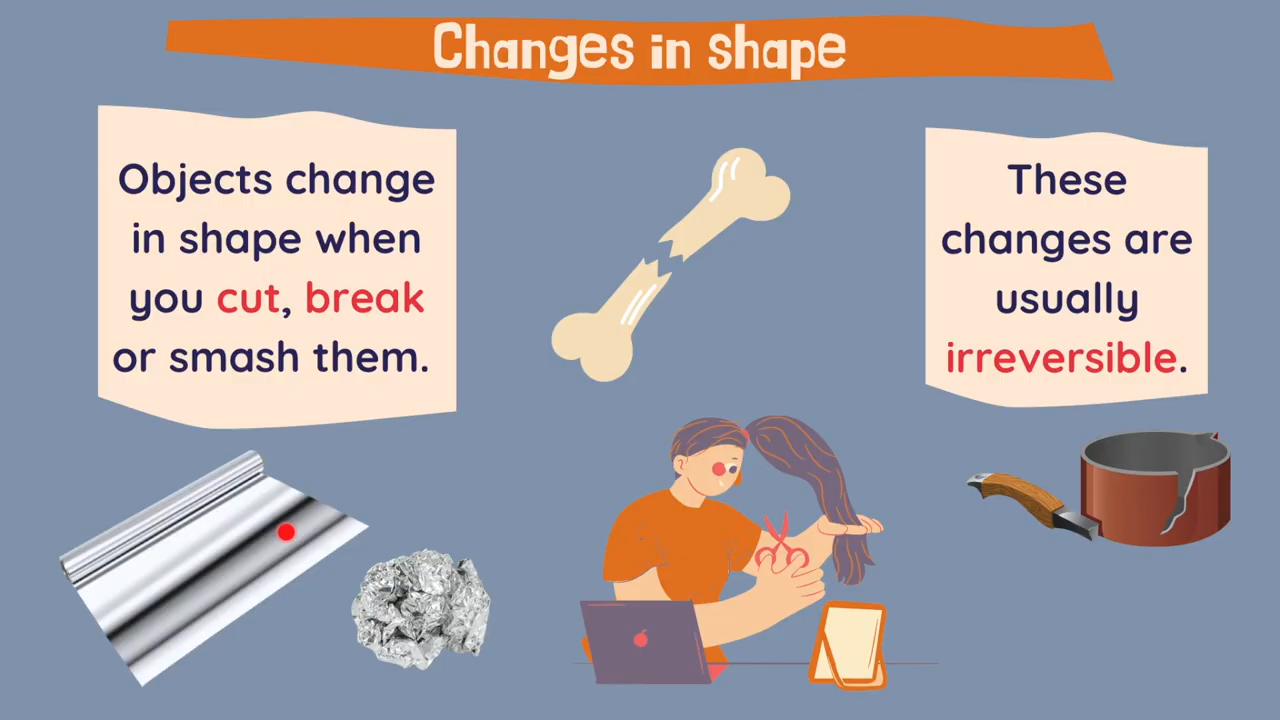 Changes in shape
Objects change
in shape when
you cut, break
or smash them.
These
changes are
usually
irreversible.